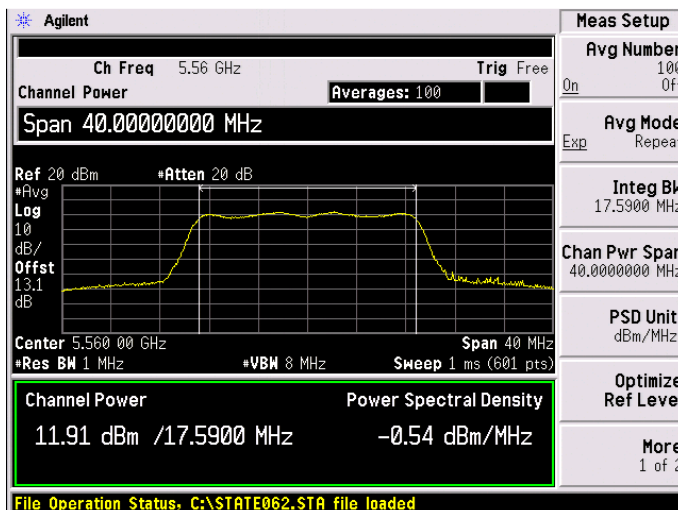 Agilent
Ch Freq 5.56 GHz Trig Free
Channel Power Averages: 100
Span 40.00000000 MHz
Ref 20 dBm #Atten 20 dB
#Avg
Log
10
dB/
Offst
13.1
dB
Center 5.560 00 GHz Span 40 MHz
#Res BW 1 MHz #VBW 8 MHz Sweep 1 ms (601 pts)
Channel Power Power Spectral Density
11.91 dBm /17.5900 MHz -0.54 dBm/MHz
File Operation Status, C:\STATE062.STA file loaded
Meas Setup
Avg Number
100
On Of
Avg Mode
Exp Repea
Integ B
17.5900 MHz
Chan Pwr Span
40.0000000 MHz
PSD Unit
dBm/MHz
Optimize
Ref Leve
More
1 of 2